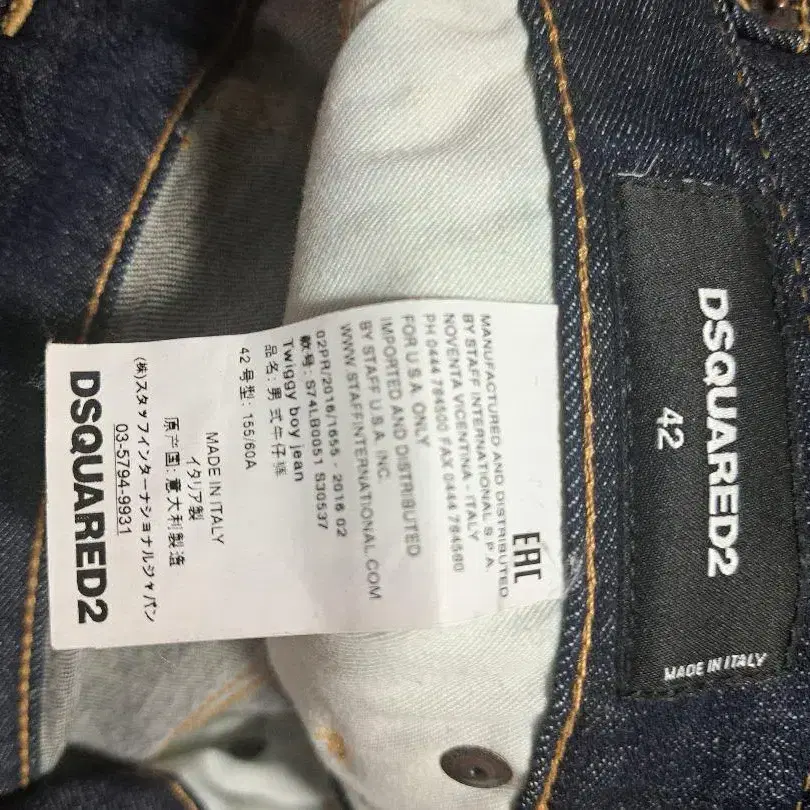 DSQUARED2
42
MADE IN ITALY
EAC
MANUFACTURED AND DISTRIBUTED
BY STAFF INTERNATIONAL S.P.A.
NOVENTA VICENTINA - ITALY
PH 0444 784500 FAX 0444 784580
FOR U.S.A. ONLY
IMPORTED AND DISTRIBUTED
BY STAFF U.S.A. INC.
WWW.STAFFINTERNATIONAL.COM
02PR/2016/1655 - 2016 02
款号: S74LB0051 S30537
Twiggy boy jean
品名: 男式牛仔裤
42 号型: 155/60A
MADE IN ITALY
イタリア製
原产国: 意大利製造
(株)スタッフインターナショナルジャパン
03-5794-9931
DSQUARED2